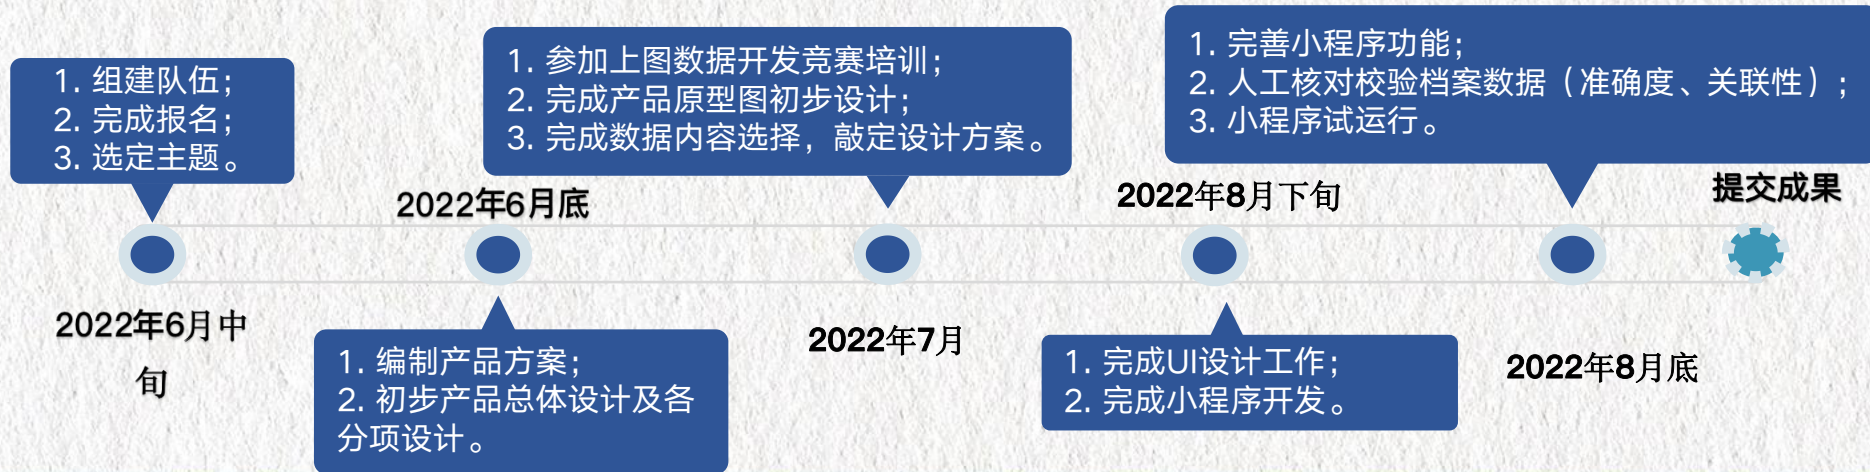 1. 组建队伍;
2. 完成报名;
3. 选定主题。
2022年6月中
旬
2022年6月底
1. 编制产品方案;
2. 初步产品总体设计及各
分项设计。
1. 参加上图数据开发竞赛培训;
2. 完成产品原型图初步设计;
3. 完成数据内容选择，敲定设计方案。
2022年7月
2022年8月下旬
1. 完成UI设计工作;
2. 完成小程序开发。
1. 完善小程序功能;
2. 人工核对校验档案数据（准确度、关联性）;
3. 小程序试运行。
2022年8月底
提交成果